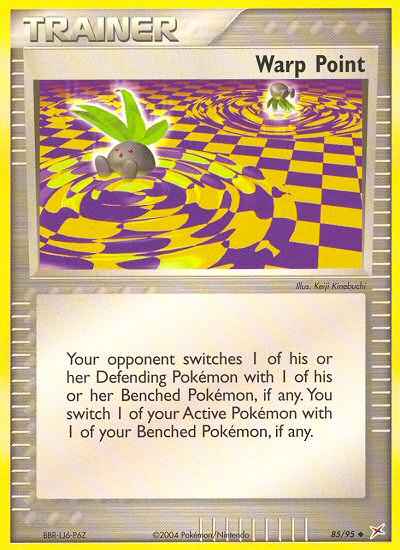 TRAINER
Warp Point
Illus. Keiji Kinebuchi
Your opponent switches 1 of his or
her Defending Pokémon with 1 of his
or her Benched Pokémon, if any. You
switch 1 of your Active Pokémon with
1 of your Benched Pokémon, if any.
BBR-LJ6-P6Z
©2004 Pokémon/Nintendo
85/95 ◆